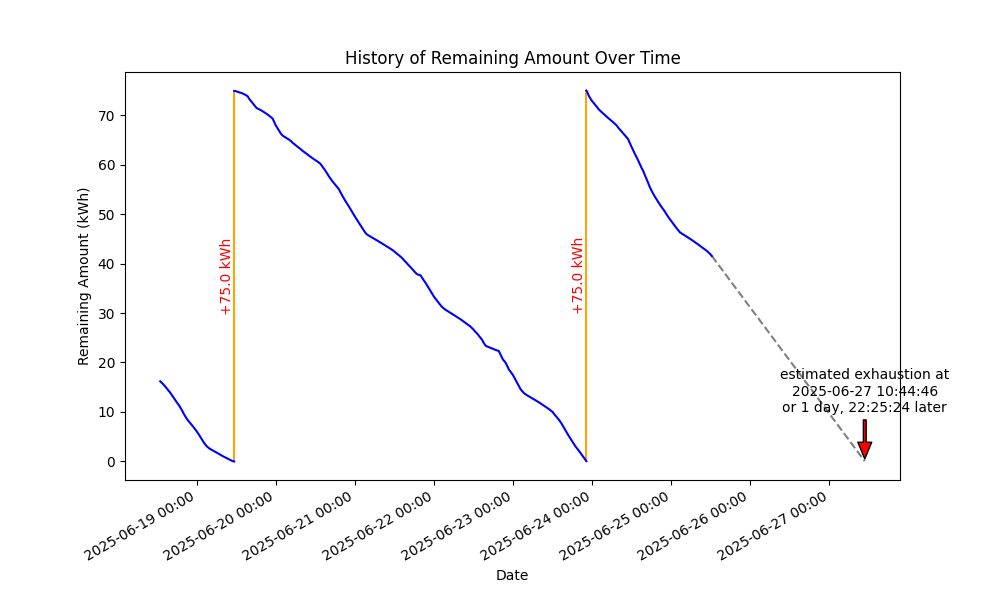 History of Remaining Amount Over Time
Remaining Amount (kWh)
70
60
50
40
30
20
10
0
+75.0 kWh
+75.0 kWh
estimated exhaustion at
2025-06-27 10:44:46
or 1 day, 22:25:24 later
2025-06-19 00:00
2025-06-20 00:00
2025-06-21 00:00
2025-06-22 00:00
2025-06-23 00:00
2025-06-24 00:00
2025-06-25 00:00
2025-06-26 00:00
2025-06-27 00:00
Date